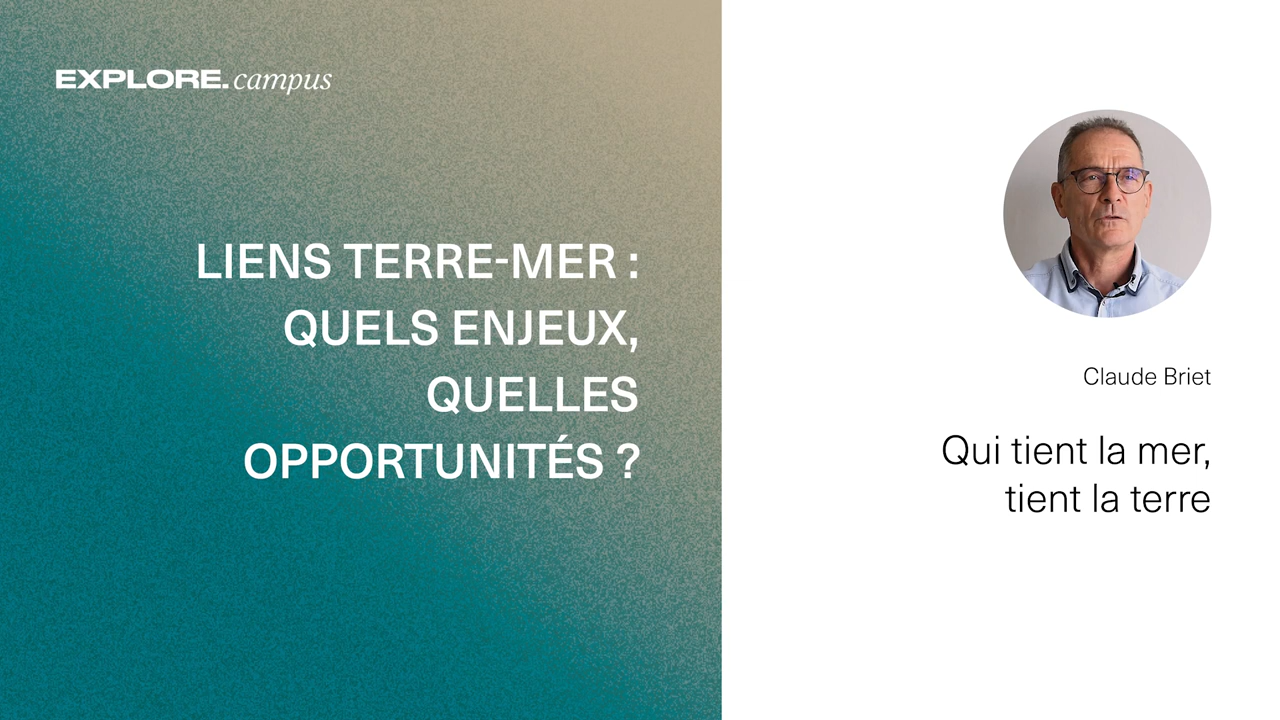 EXPLORE.campus
LIENS TERRE-MER :
QUELS ENJEUX,
QUELLES
OPPORTUNITÉS ?
Claude Briet
Qui tient la mer,
tient la terre